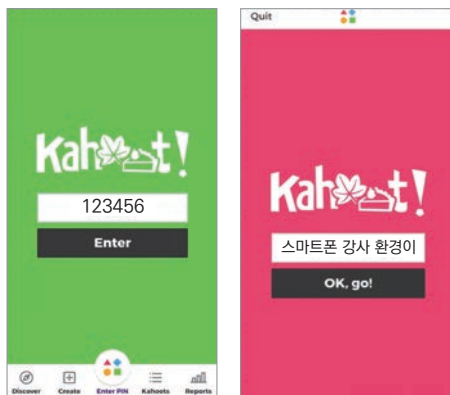 Kahoot!
123456
Enter
Discover Create Enter PIN Kahoots Reports
Quit
Kahoot!
스마트폰 강사 환경이
OK, go!